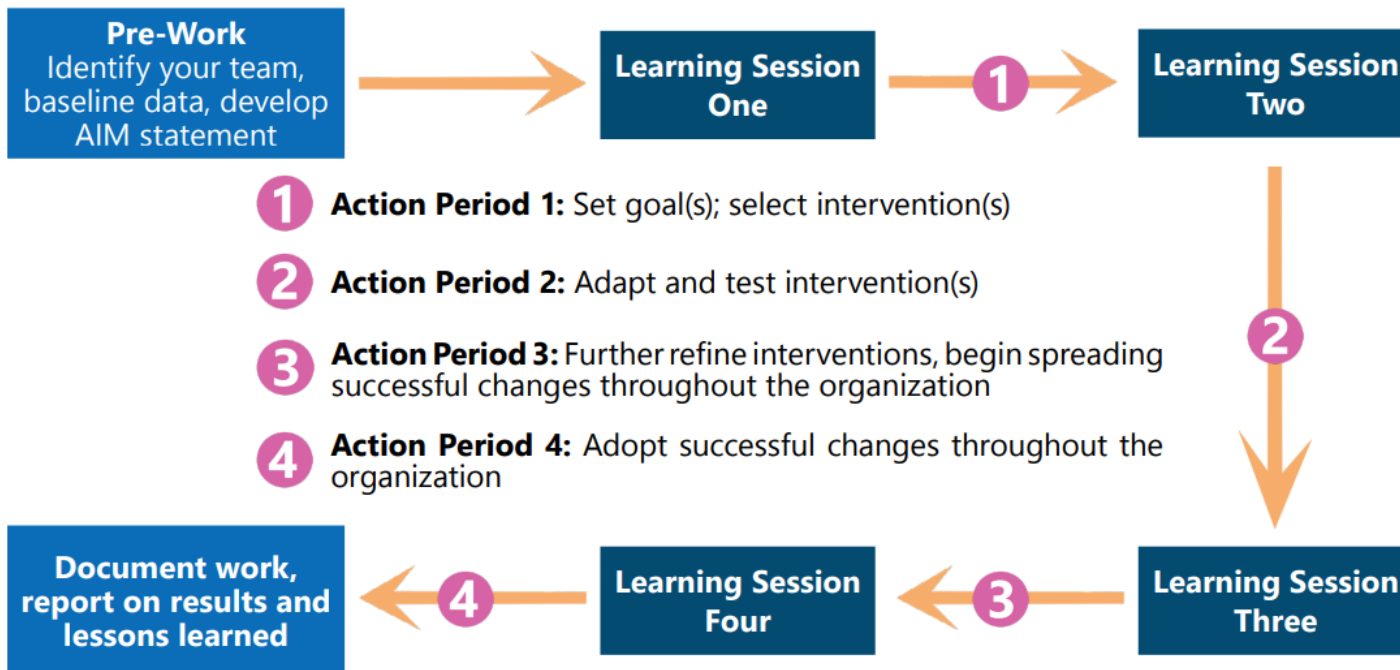 Pre-Work
Identify your team,
baseline data, develop
AIM statement
Learning Session
One
1
Learning Session
Two
1 Action Period 1: Set goal(s); select intervention(s)
2 Action Period 2: Adapt and test intervention(s)
3 Action Period 3: Further refine interventions, begin spreading
successful changes throughout the organization
4 Action Period 4: Adopt successful changes throughout the
organization
2
Learning Session
Three
3
Learning Session
Four
4
Document work,
report on results and
lessons learned